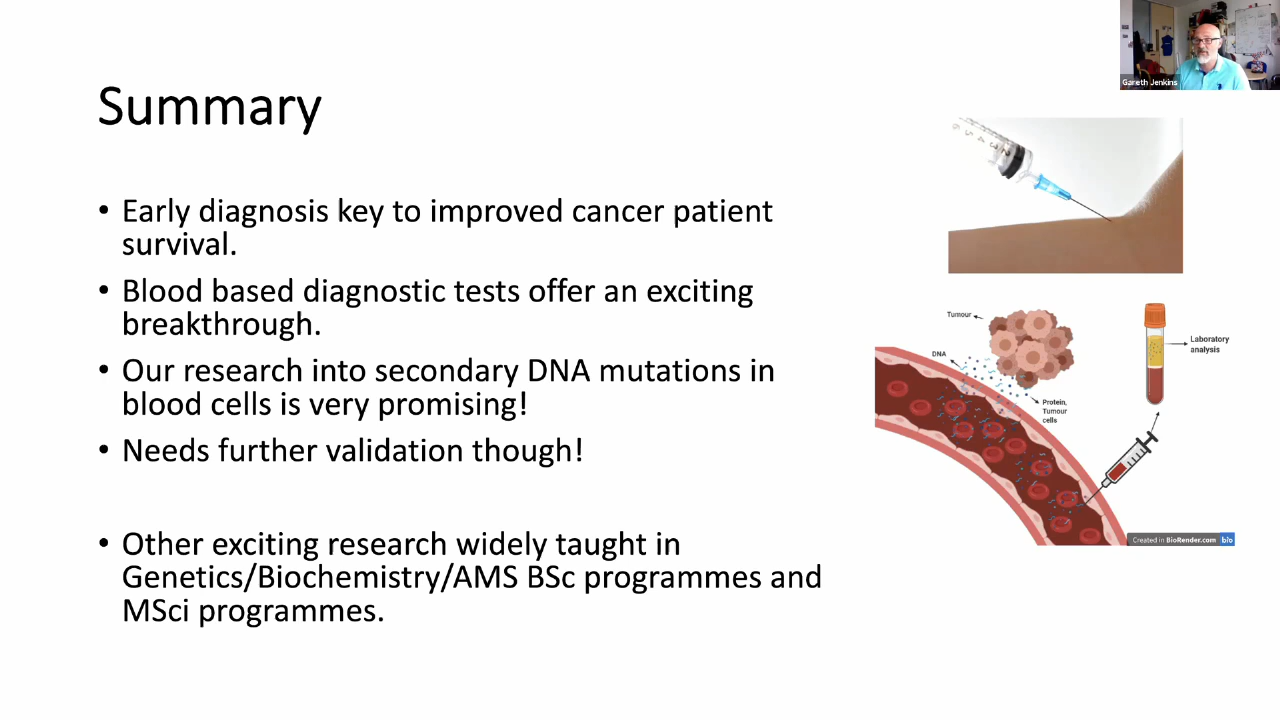 Gareth Jenkins
Summary
• Early diagnosis key to improved cancer patient
survival.
• Blood based diagnostic tests offer an exciting
breakthrough.
• Our research into secondary DNA mutations in
blood cells is very promising!
• Needs further validation though!
• Other exciting research widely taught in
Genetics/Biochemistry/AMS BSc programmes and
MSci programmes.
Tumour
DNA
Protein,
Tumour
cells
Laboratory
analysis
Created in BioRender.com bio